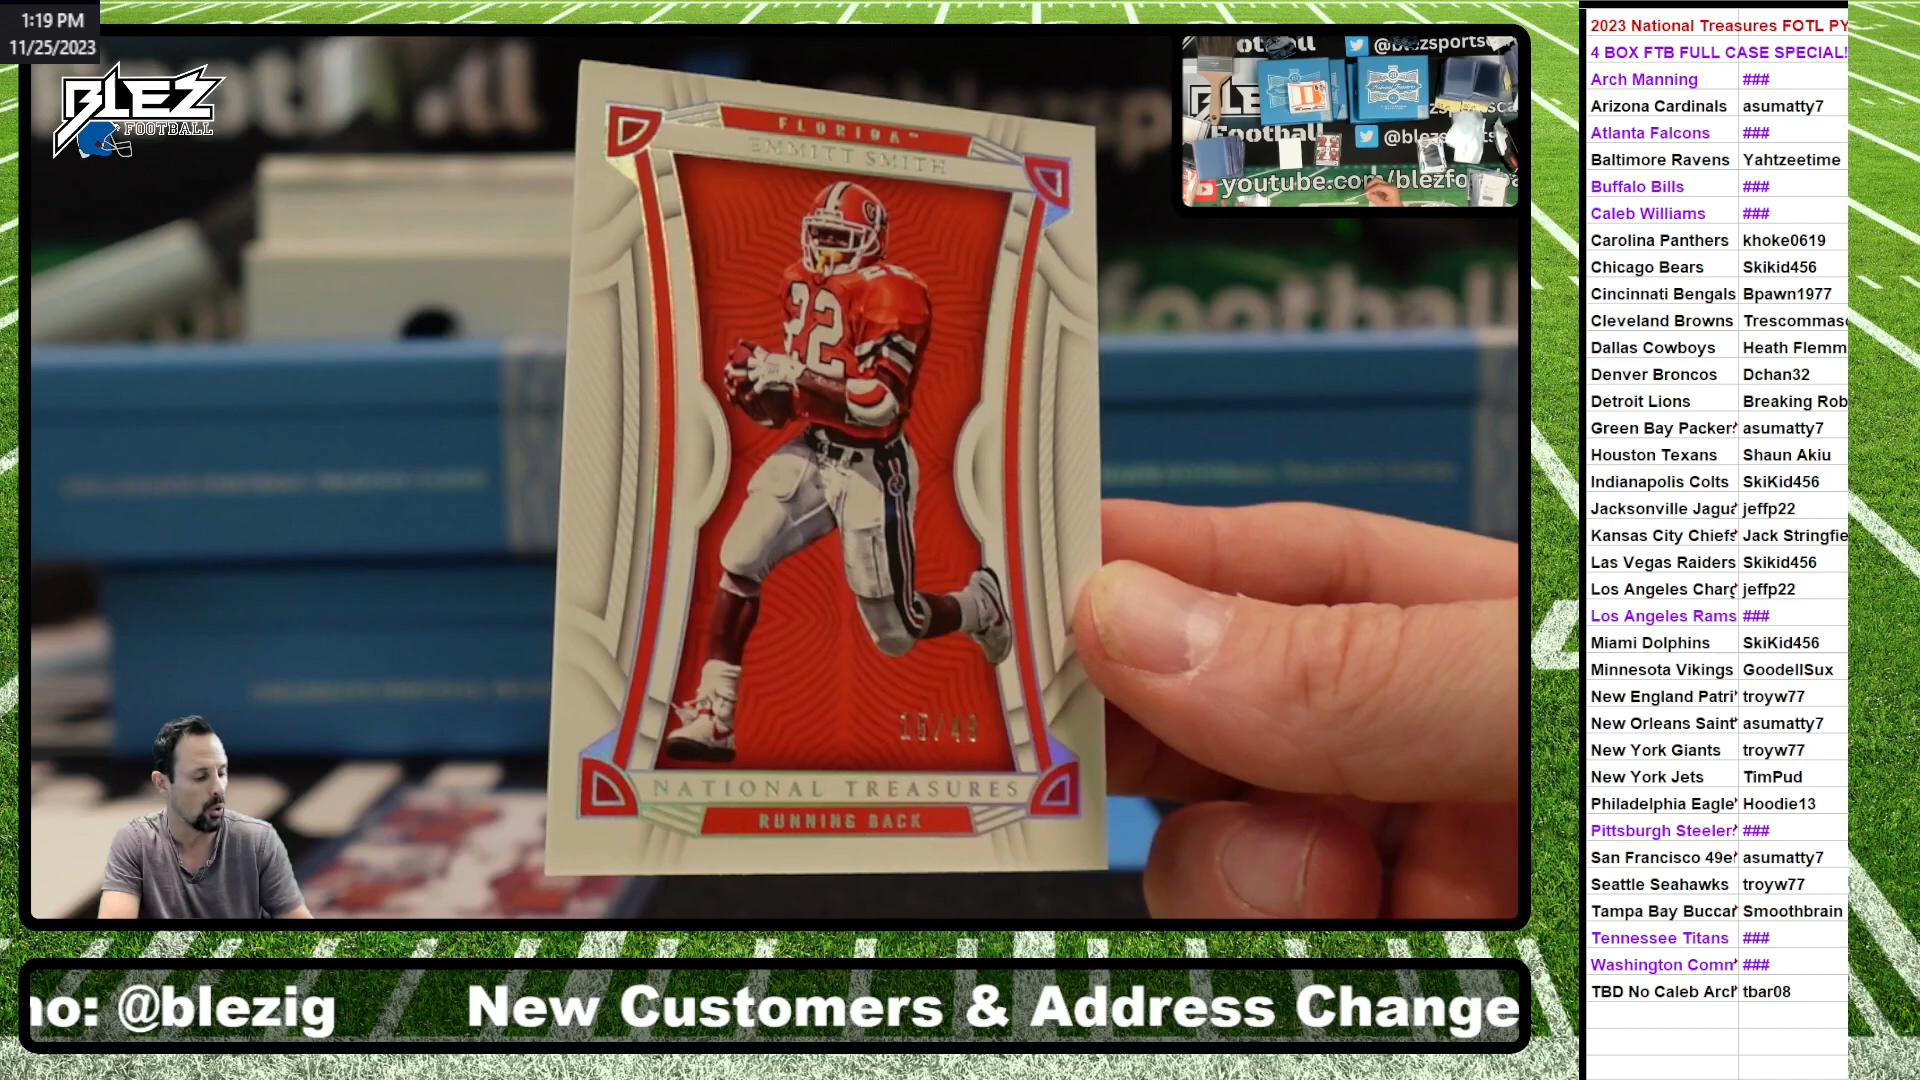 1:19 PM
11/25/2023
BLEZ
FOOTBALL
FLORIDA
EMMITT SMITH
22
15/49
NATIONAL TREASURES
RUNNING BACK
Football
youtube.com/blezfo
no: @blezig New Customers & Address Change
2023 National Treasures FOTL PY
4 BOX FTB FULL CASE SPECIAL!
Arch Manning ###
Arizona Cardinals asumatty7
Atlanta Falcons ###
Baltimore Ravens Yahtzeetime
Buffalo Bills ###
Caleb Williams ###
Carolina Panthers khoke0619
Chicago Bears Skikid456
Cincinnati Bengals Bpawn1977
Cleveland Browns Trescommas
Dallas Cowboys Heath Flemm
Denver Broncos Dchan32
Detroit Lions Breaking Rob
Green Bay Packer asumatty7
Houston Texans Shaun Akiu
Indianapolis Colts SkiKid456
Jacksonville Jagua jeffp22
Kansas City Chiefs Jack Stringfie
Las Vegas Raiders Skikid456
Los Angeles Charg jeffp22
Los Angeles Rams ###
Miami Dolphins SkiKid456
Minnesota Vikings GoodellSux
New England Patri troyw77
New Orleans Saint asumatty7
New York Giants troyw77
New York Jets TimPud
Philadelphia Eagle Hoodie13
Pittsburgh Steeler ###
San Francisco 49e asumatty7
Seattle Seahawks troyw77
Tampa Bay Buccar Smoothbrain
Tennessee Titans ###
Washington Comm ###
TBD No Caleb Arch tbar08